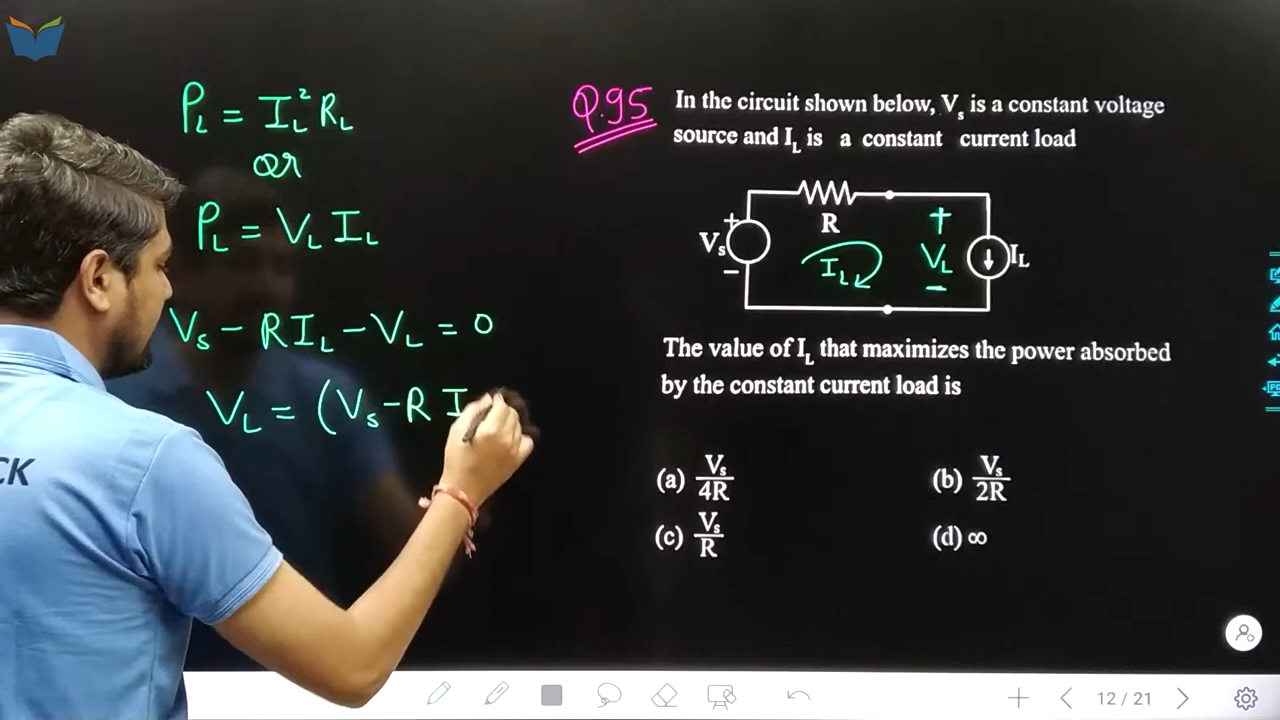 P_L = I_L² R_L
or
P_L = V_L I_L
V_s - R I_L - V_L = 0
V_L = (V_s - R I
CK
Q.95
In the circuit shown below, V_s is a constant voltage
source and I_L is a constant current load
R
+
V_s
-
I_L
+
V_L
-
I_L
The value of I_L that maximizes the power absorbed
by the constant current load is
(a) V_s/4R (b) V_s/2R
(c) V_s/R (d) ∞
12 / 21